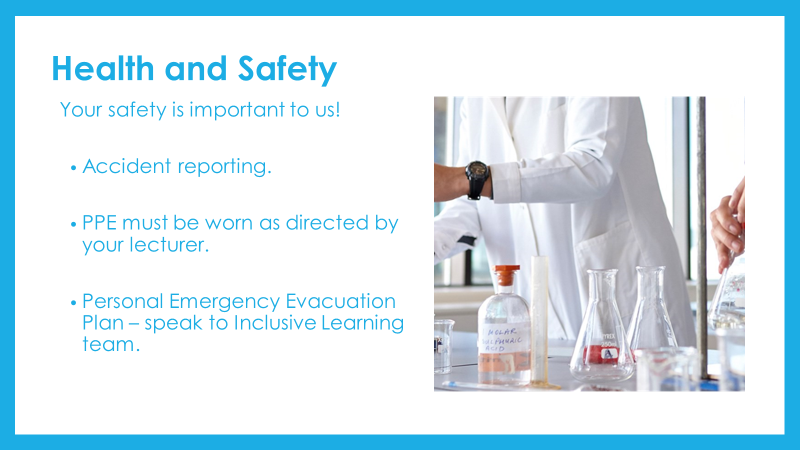 Health and Safety
Your safety is important to us!
• Accident reporting.
• PPE must be worn as directed by
your lecturer.
• Personal Emergency Evacuation
Plan – speak to Inclusive Learning
team.
MOLAR
SULPHURIC
ACID
A